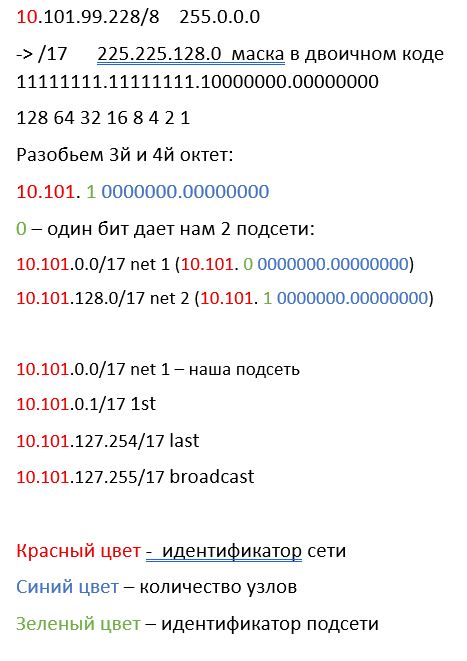 10.101.99.228/8 255.0.0.0
-> /17 225.225.128.0 маска в двоичном коде
11111111.11111111.10000000.00000000
128 64 32 16 8 4 2 1
Разобьем 3й и 4й октет:
10.101. 1 0000000.00000000
0 – один бит дает нам 2 подсети:
10.101.0.0/17 net 1 (10.101. 0 0000000.00000000)
10.101.128.0/17 net 2 (10.101. 1 0000000.00000000)
10.101.0.0/17 net 1 – наша подсеть
10.101.0.1/17 1st
10.101.127.254/17 last
10.101.127.255/17 broadcast
Красный цвет - идентификатор сети
Синий цвет – количество узлов
Зеленый цвет – идентификатор подсети